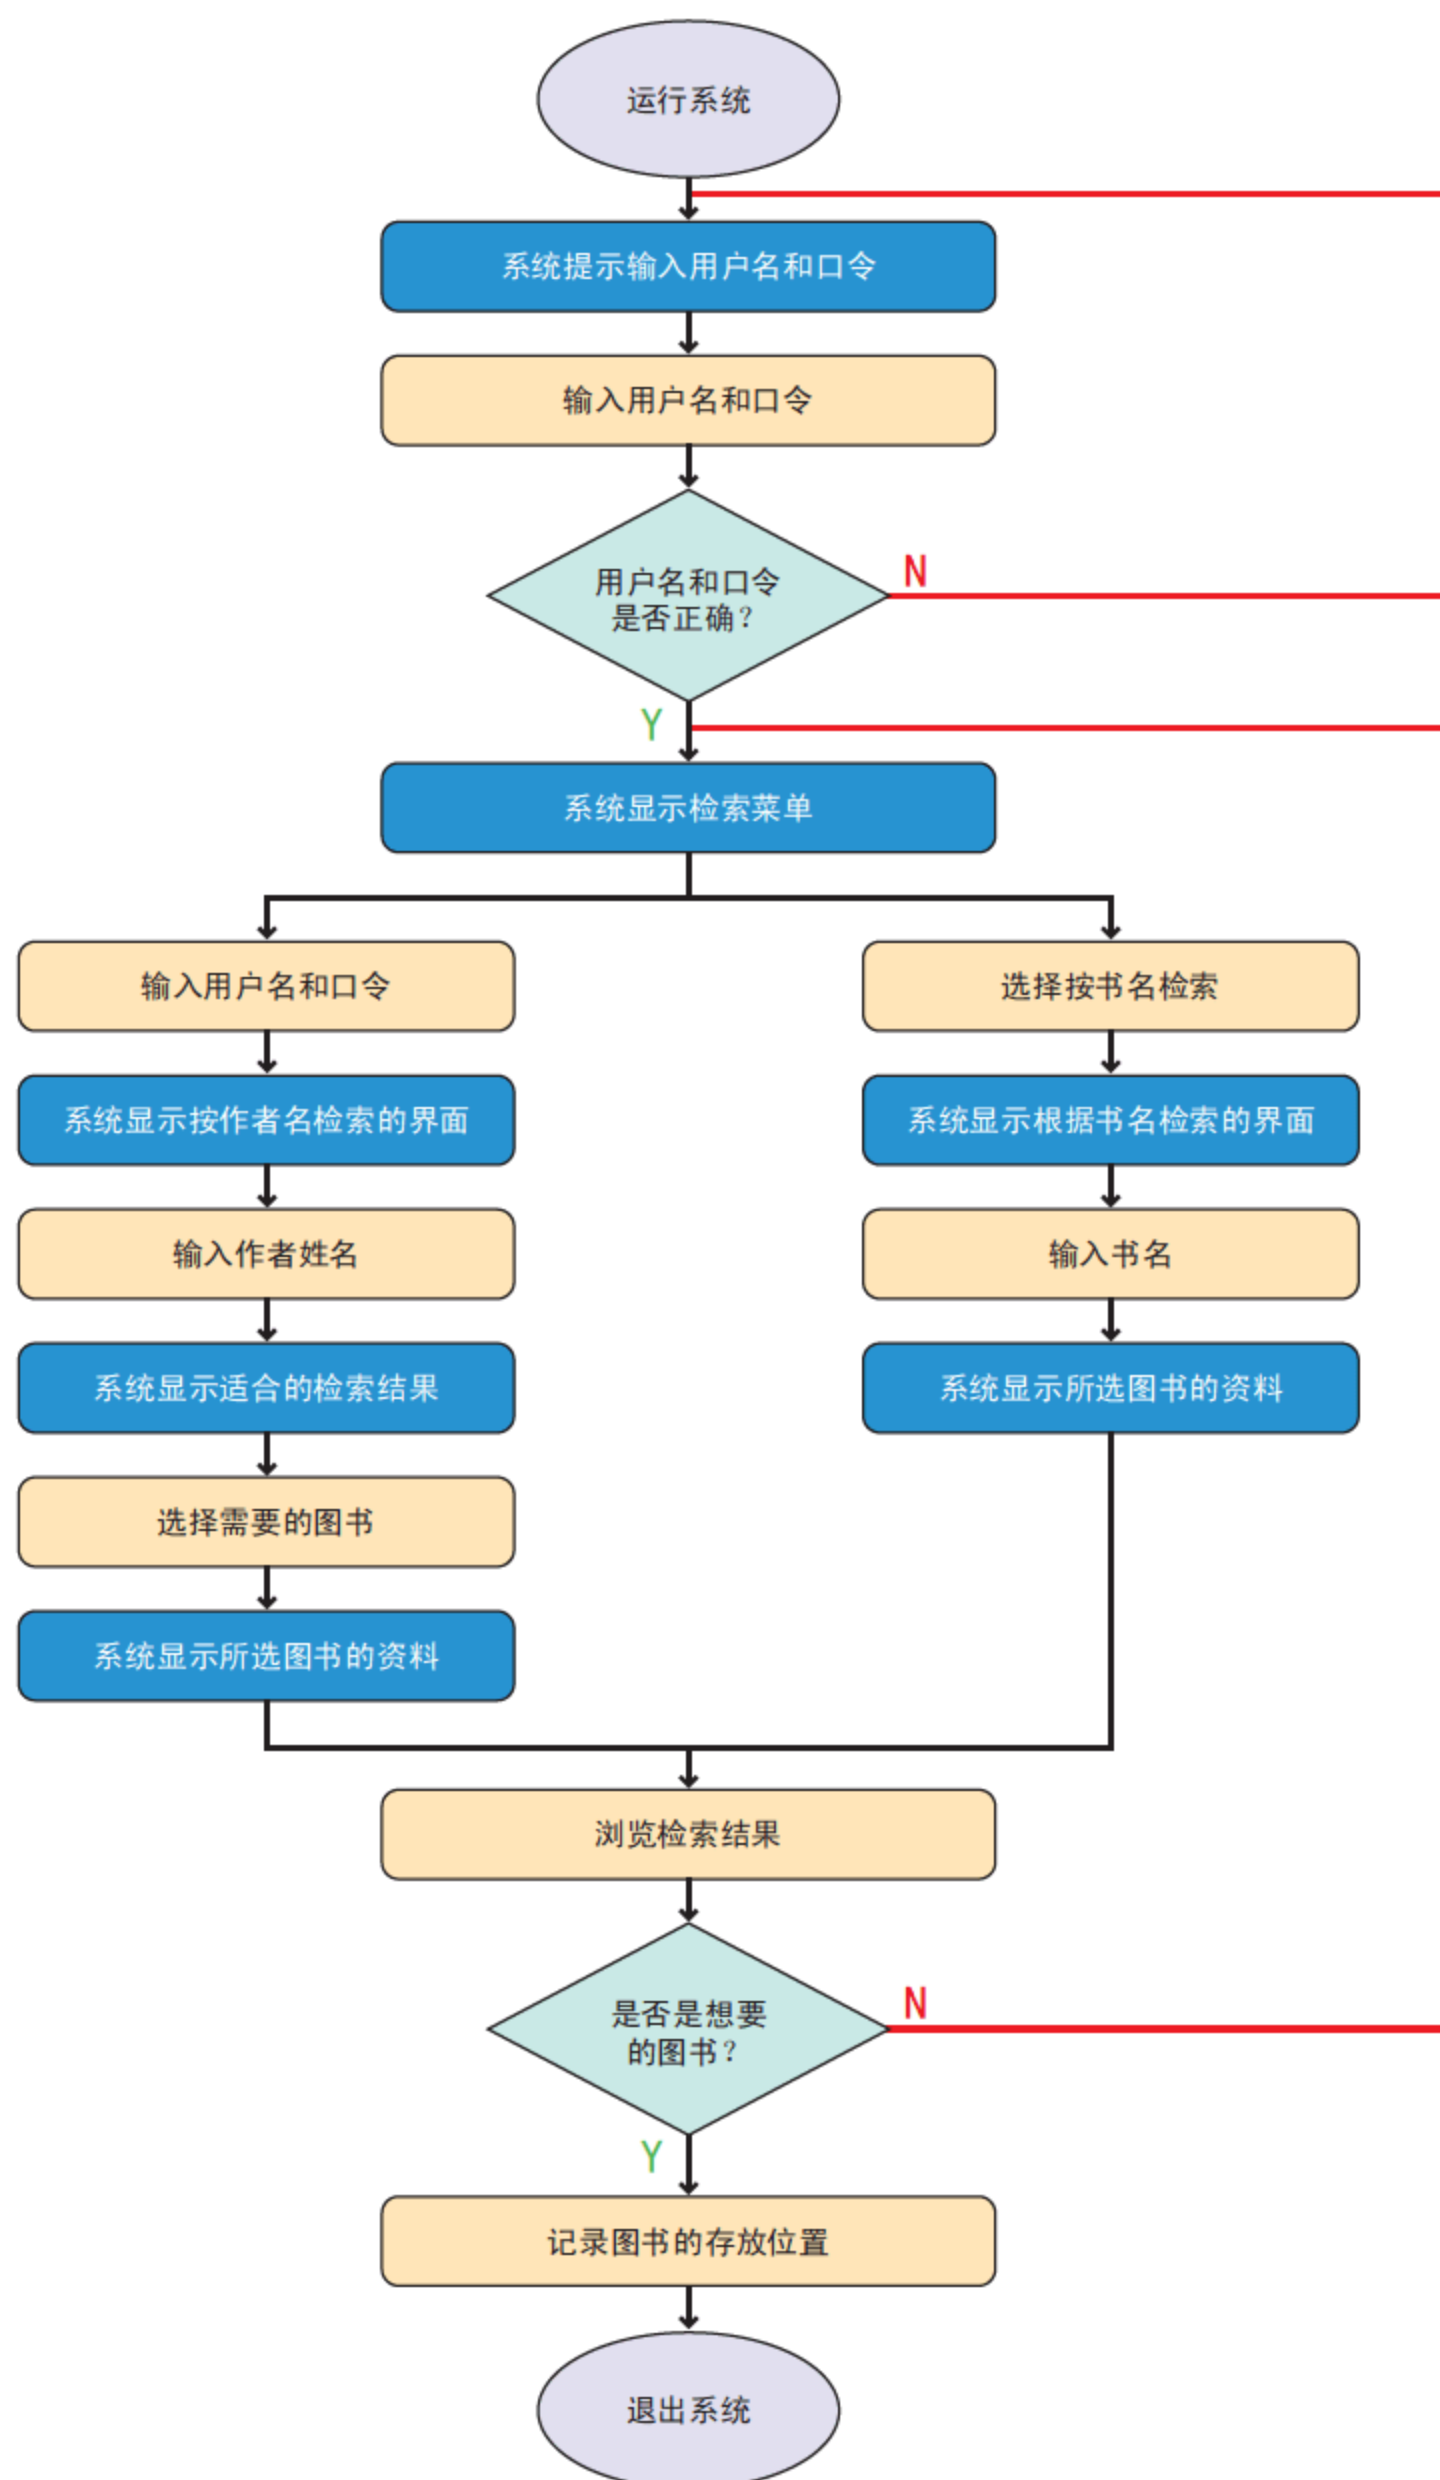 运行系统
系统提示输入用户名和口令
输入用户名和口令
用户名和口令
是否正确?
N
Y
系统显示检索菜单
输入用户名和口令
系统显示按作者名检索的界面
输入作者姓名
系统显示适合的检索结果
选择需要的图书
系统显示所选图书的资料
选择按书名检索
系统显示根据书名检索的界面
输入书名
系统显示所选图书的资料
浏览检索结果
是否是想要
的图书?
N
Y
记录图书的存放位置
退出系统